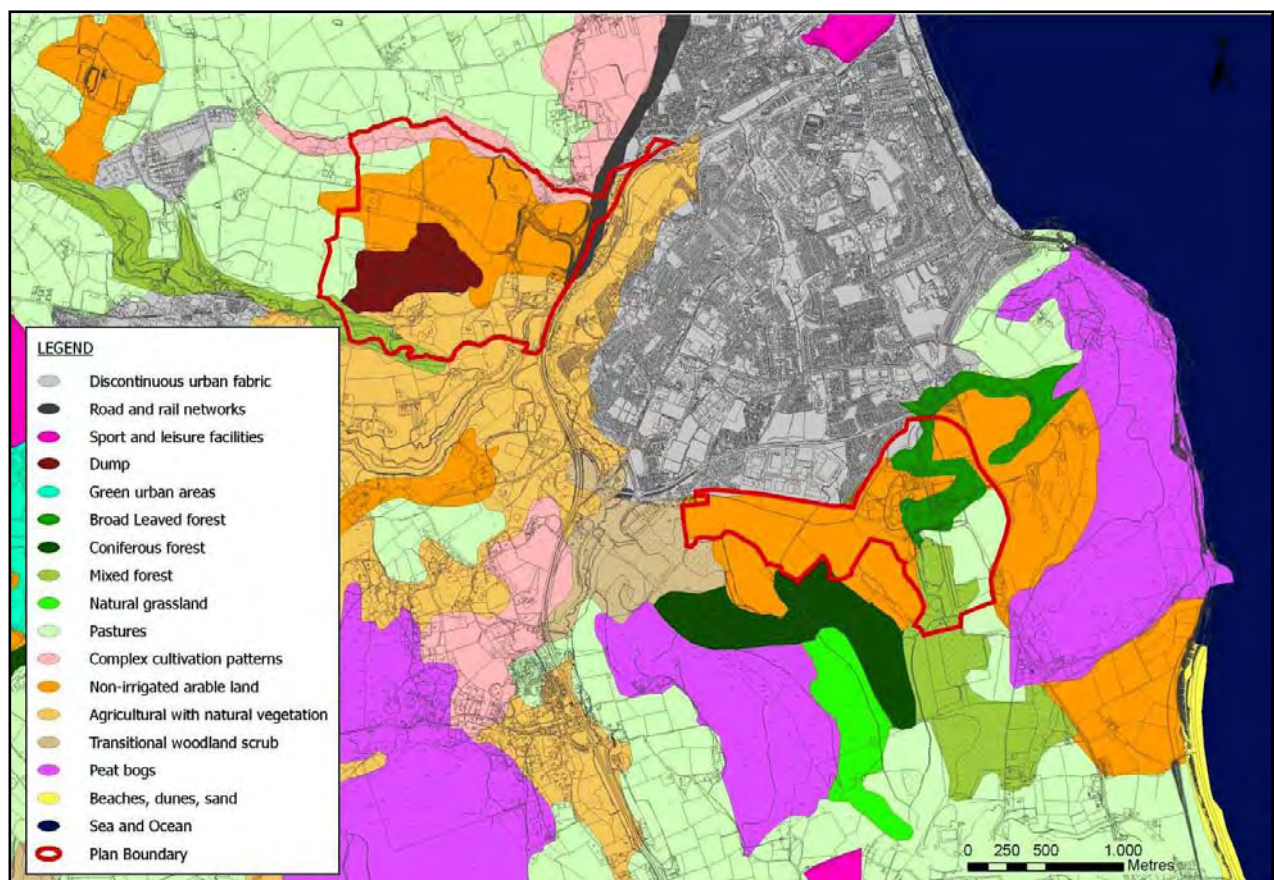 LEGEND
Discontinuous urban fabric
Road and rail networks
Sport and leisure facilities
Dump
Green urban areas
Broad Leaved forest
Coniferous forest
Mixed forest
Natural grassland
Pastures
Complex cultivation patterns
Non-irrigated arable land
Agricultural with natural vegetation
Transitional woodland scrub
Peat bogs
Beaches, dunes, sand
Sea and Ocean
Plan Boundary
0 250 500 1.000
Metres